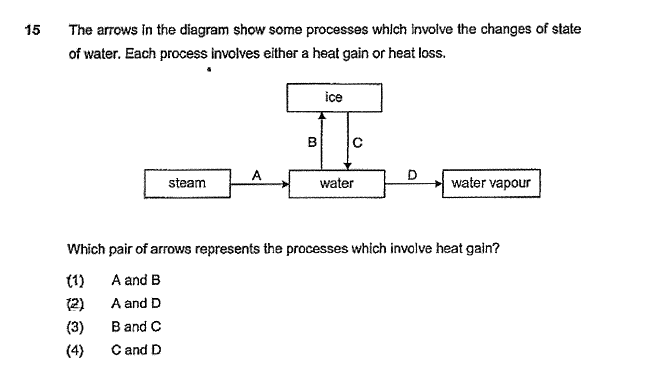 15 The arrows in the diagram show some processes which involve the changes of state
of water. Each process involves either a heat gain or heat loss.
ice
B C
steam A water D water vapour
Which pair of arrows represents the processes which involve heat gain?
(1) A and B
(2) A and D
(3) B and C
(4) C and D